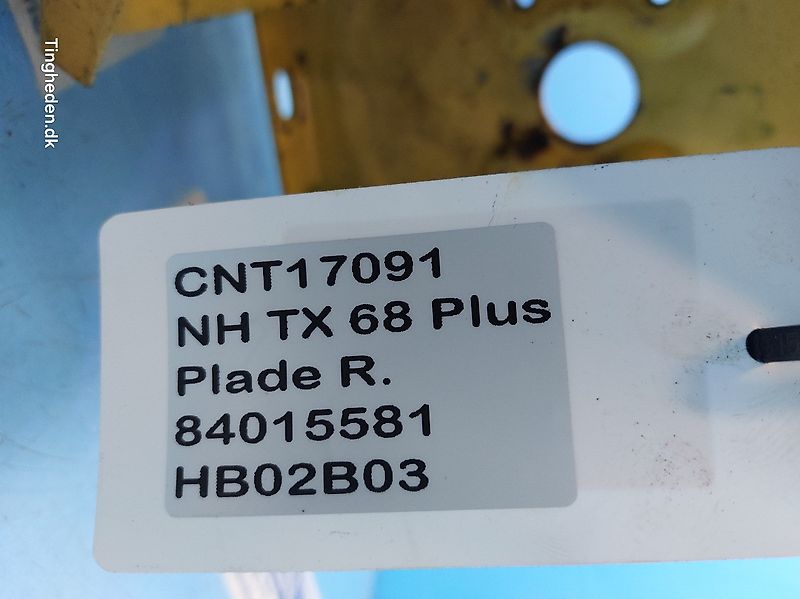 Tingheden.dk
CNT17091
NH TX 68 Plus
Plade R.
84015581
HB02B03